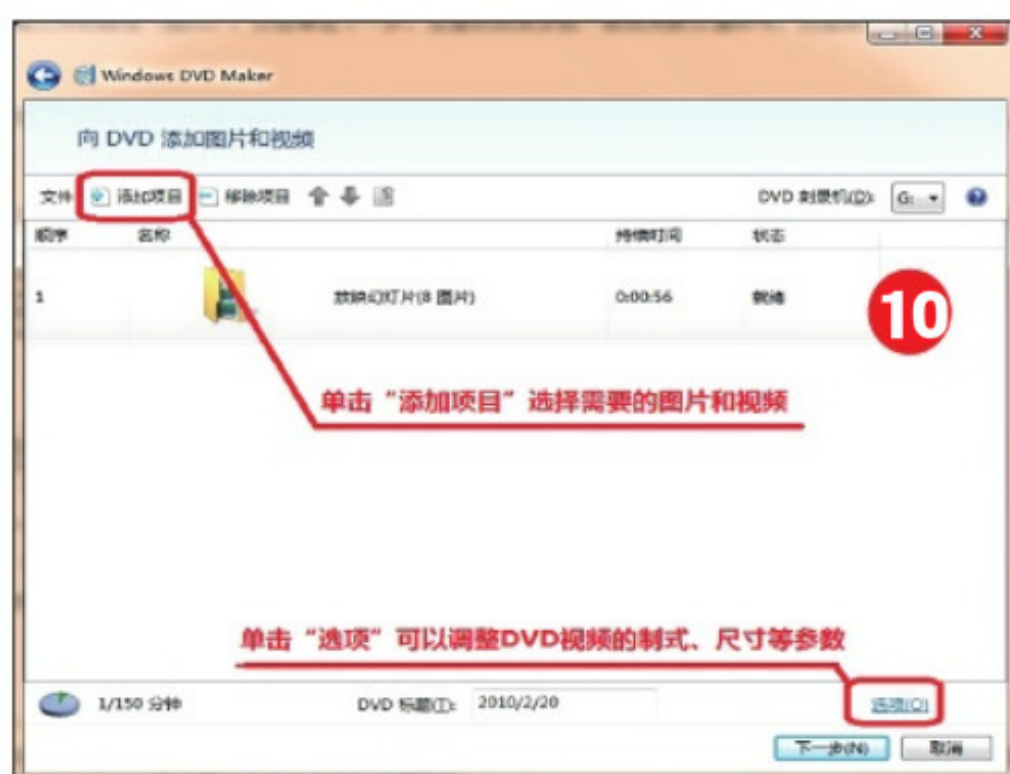 Windows DVD Maker
向 DVD 添加图片和视频
文件 添加项目 移除项目 DVD 刻录机(D): G:
顺序 名称 持续时间 状态
1 放映幻灯片(8 图片) 0:00:56 就绪
10
单击“添加项目”选择需要的图片和视频
单击“选项”可以调整DVD视频的制式、尺寸等参数
1/150 分钟 DVD 标题(T): 2010/2/20 选项(O)
下一步(N) 取消